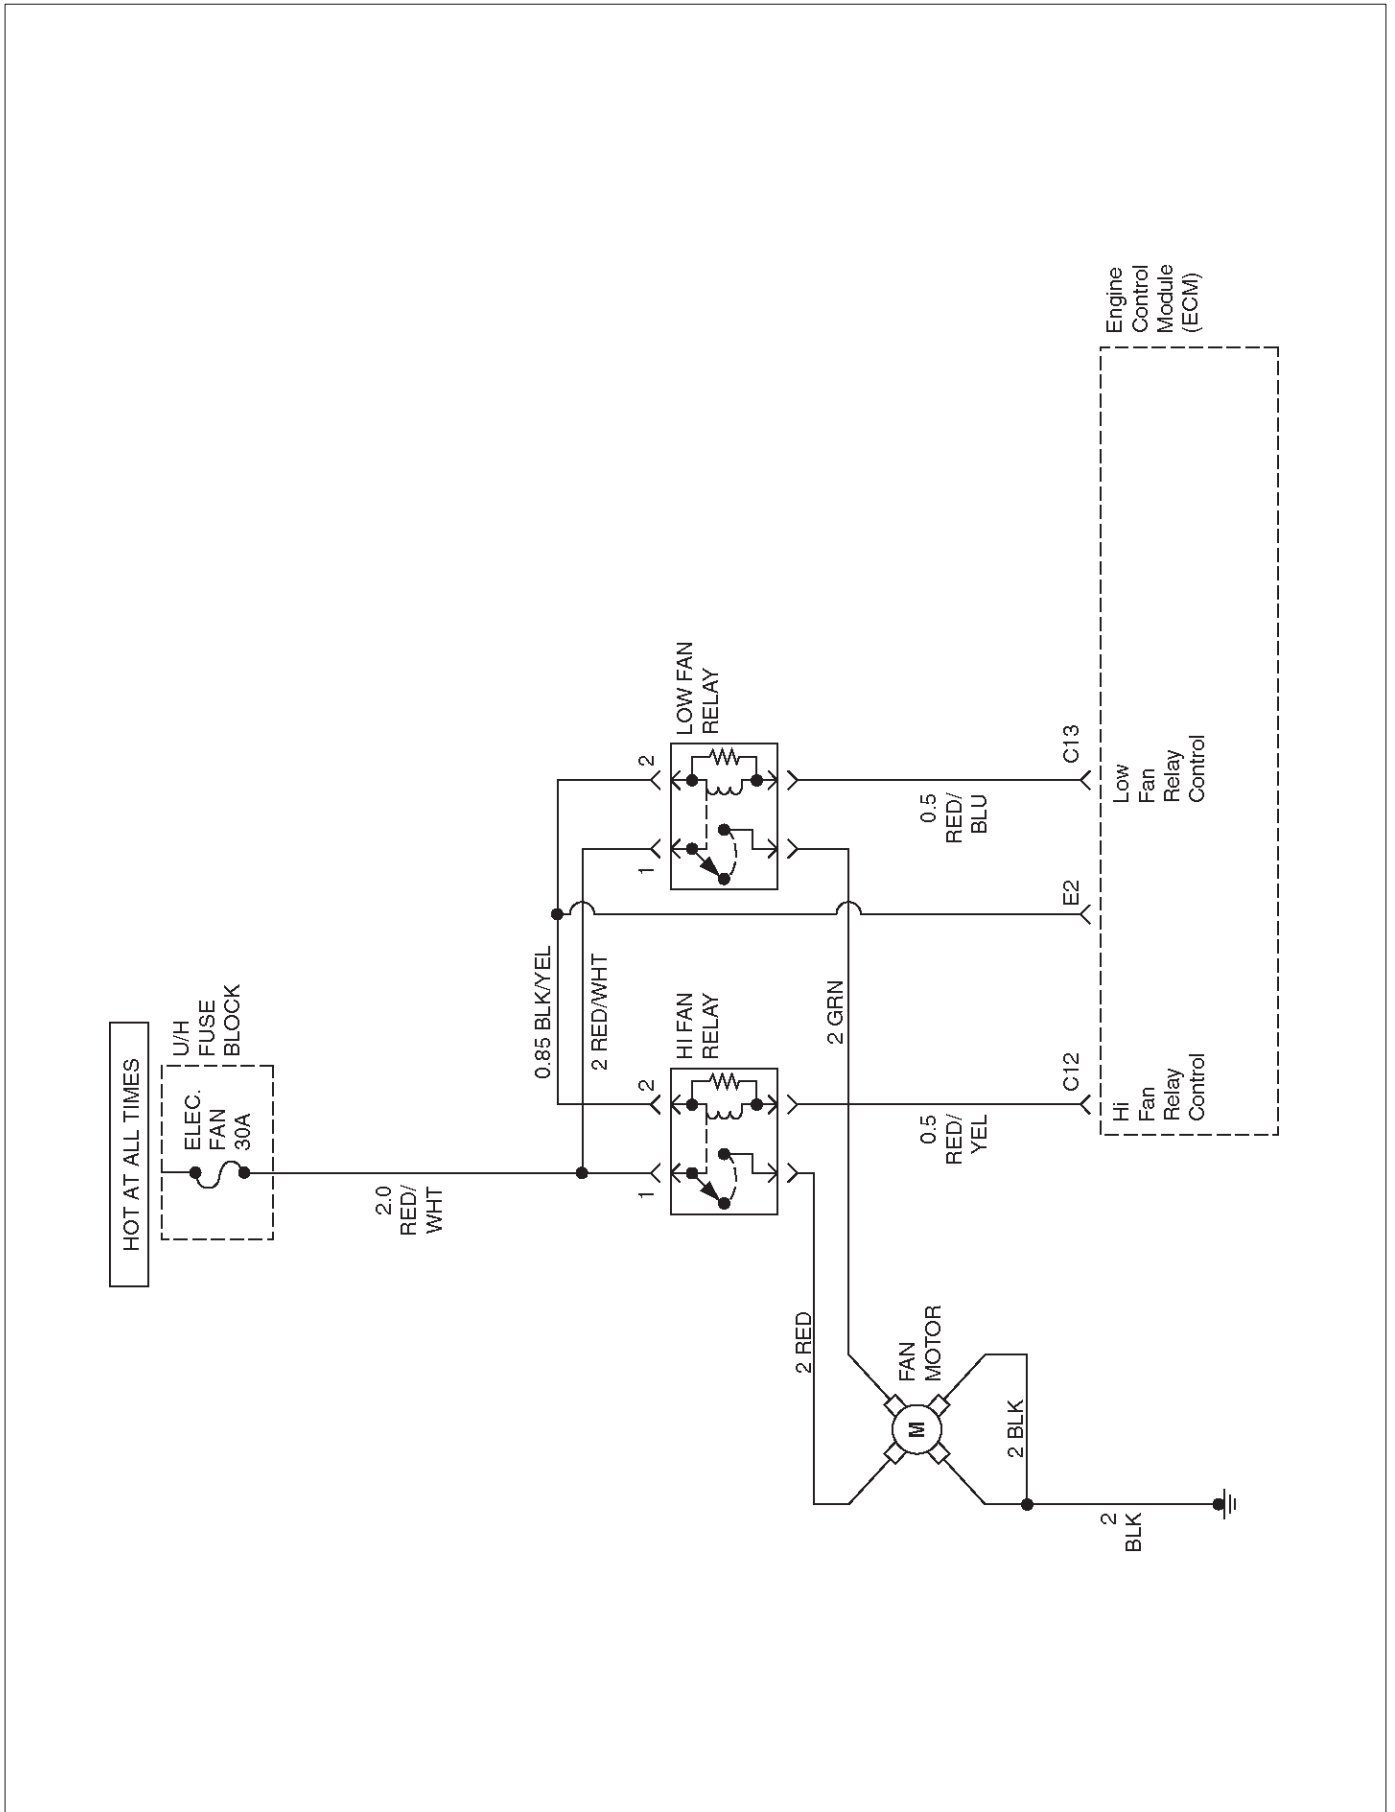 HOT AT ALL TIMES
U/H
FUSE
BLOCK
ELEC.
FAN
30A
2.0
RED/
WHT
0.85 BLK/YEL
2 RED/WHT
1
2
HI FAN
RELAY
1
2
LOW FAN
RELAY
2 RED
2 GRN
0.5
RED/
YEL
0.5
RED/
BLU
FAN
MOTOR
M
2 BLK
2
BLK
C12
E2
C13
Hi
Fan
Relay
Control
Low
Fan
Relay
Control
Engine
Control
Module
(ECM)